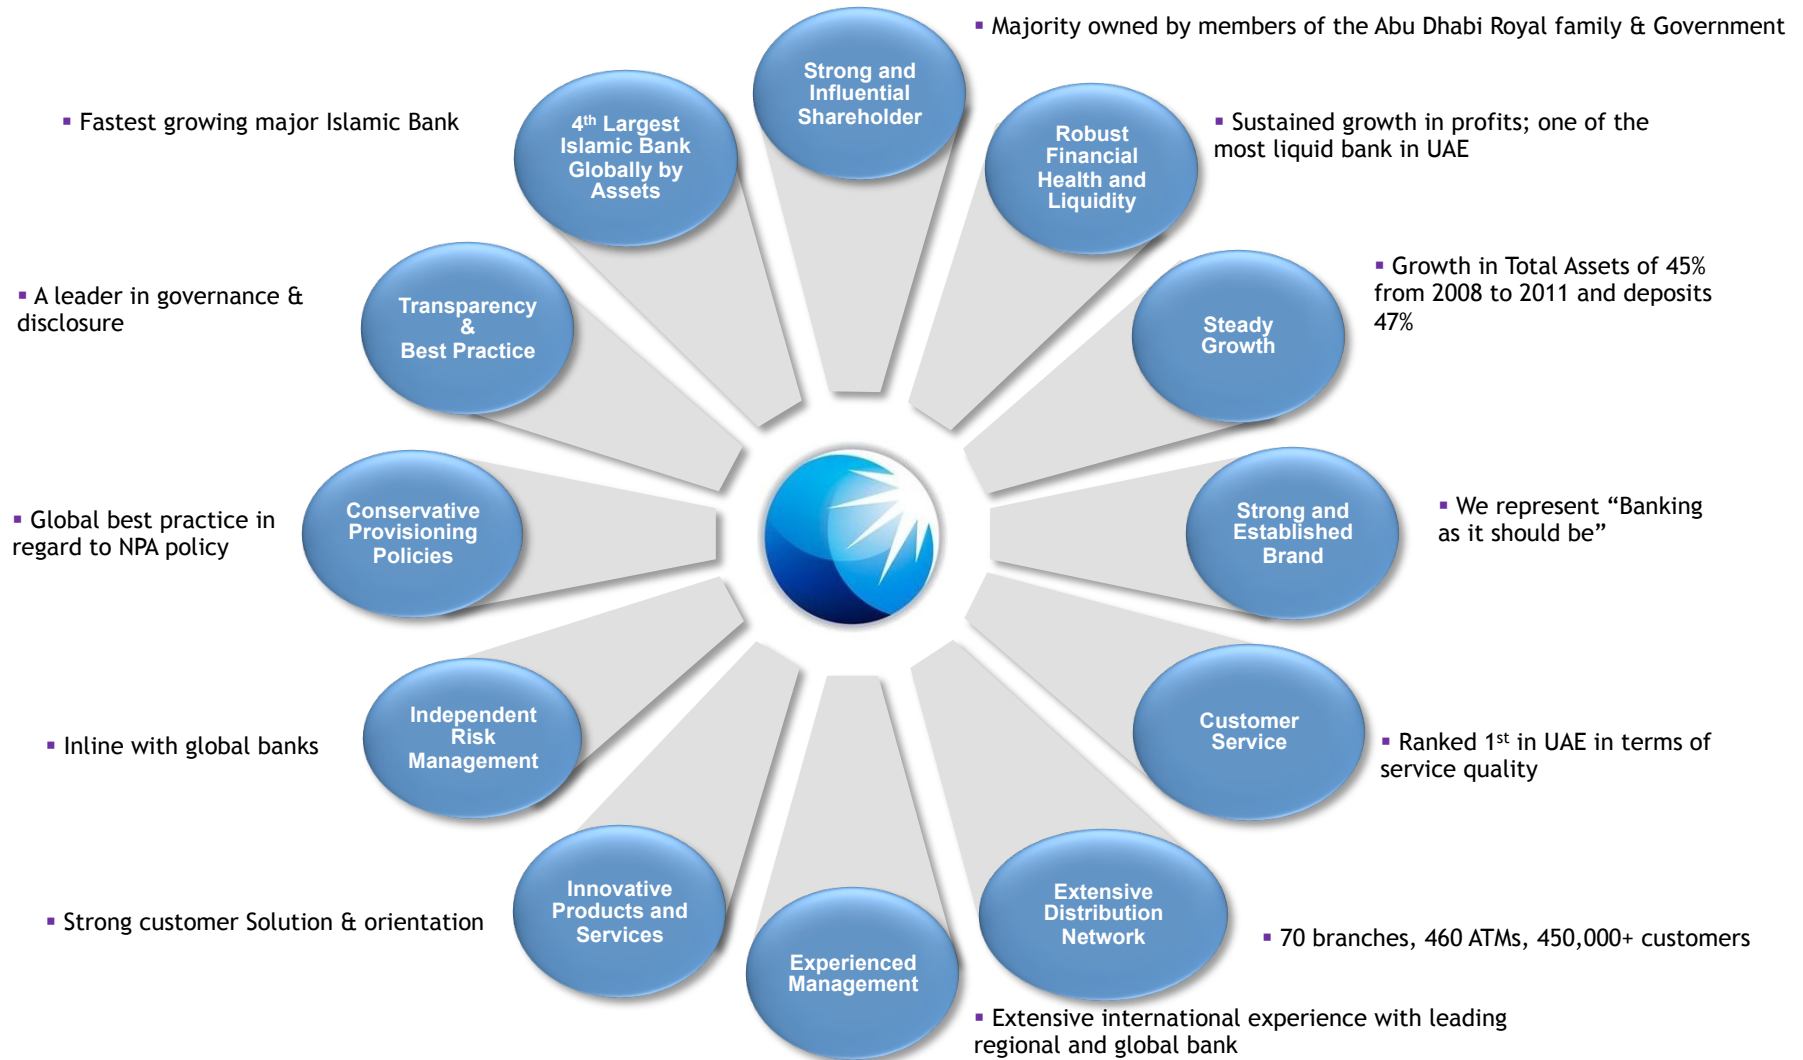 Strong and
Influential
Shareholder
▪ Majority owned by members of the Abu Dhabi Royal family & Government
Robust
Financial
Health and
Liquidity
▪ Sustained growth in profits; one of the
most liquid bank in UAE
Steady
Growth
▪ Growth in Total Assets of 45%
from 2008 to 2011 and deposits
47%
Strong and
Established
Brand
▪ We represent “Banking
as it should be”
Customer
Service
▪ Ranked 1st in UAE in terms of
service quality
Extensive
Distribution
Network
▪ 70 branches, 460 ATMs, 450,000+ customers
Experienced
Management
▪ Extensive international experience with leading
regional and global bank
Innovative
Products and
Services
▪ Strong customer Solution & orientation
Independent
Risk
Management
▪ Inline with global banks
Conservative
Provisioning
Policies
▪ Global best practice in
regard to NPA policy
Transparency
&
Best Practice
▪ A leader in governance &
disclosure
4th Largest
Islamic Bank
Globally by
Assets
▪ Fastest growing major Islamic Bank